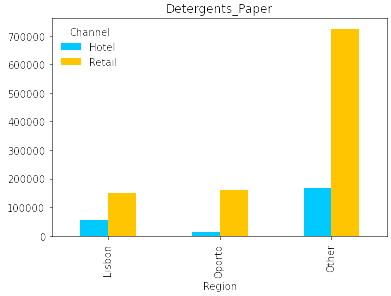 Detergents_Paper
Channel
Hotel
Retail
700000
600000
500000
400000
300000
200000
100000
0
Lisbon
Oporto
Other
Region